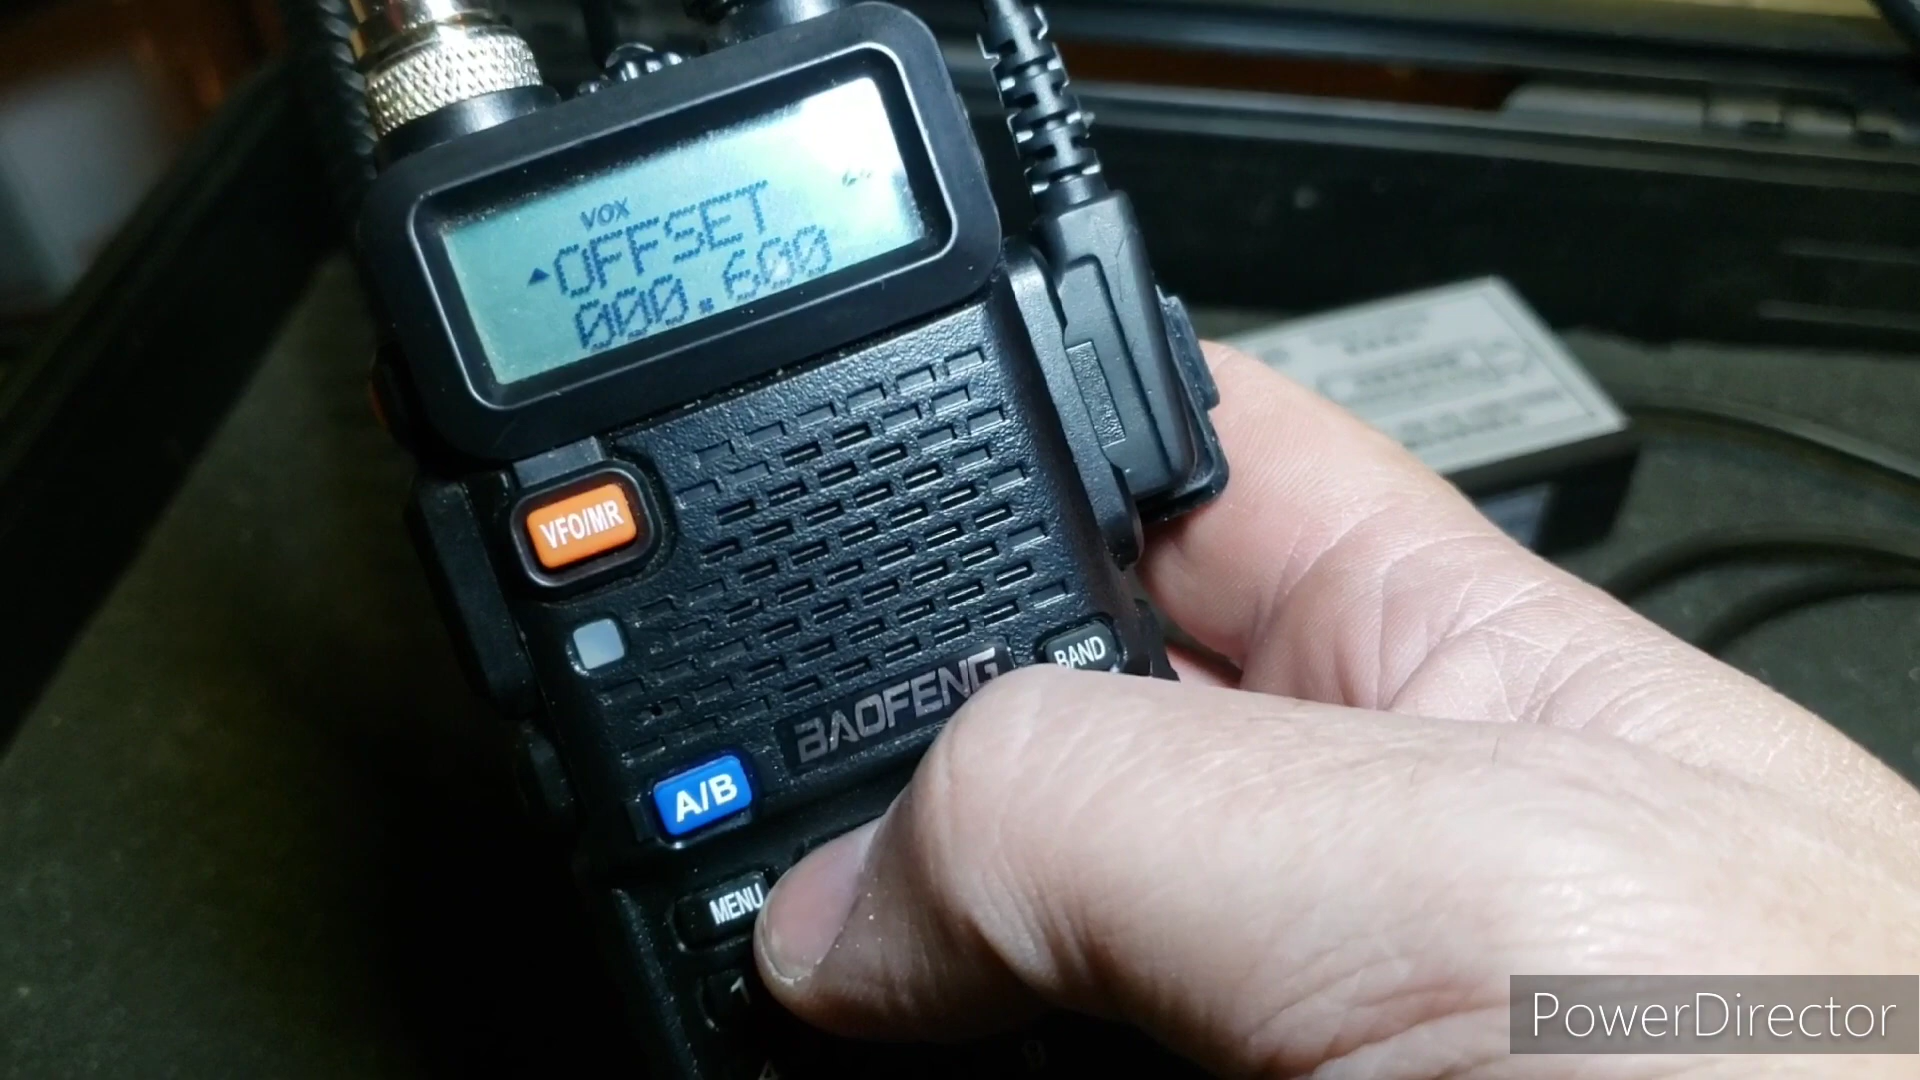 VOX
OFFSET
000.600
VFO/MR
BAND
BAOFENG
A/B
MENU
PowerDirector